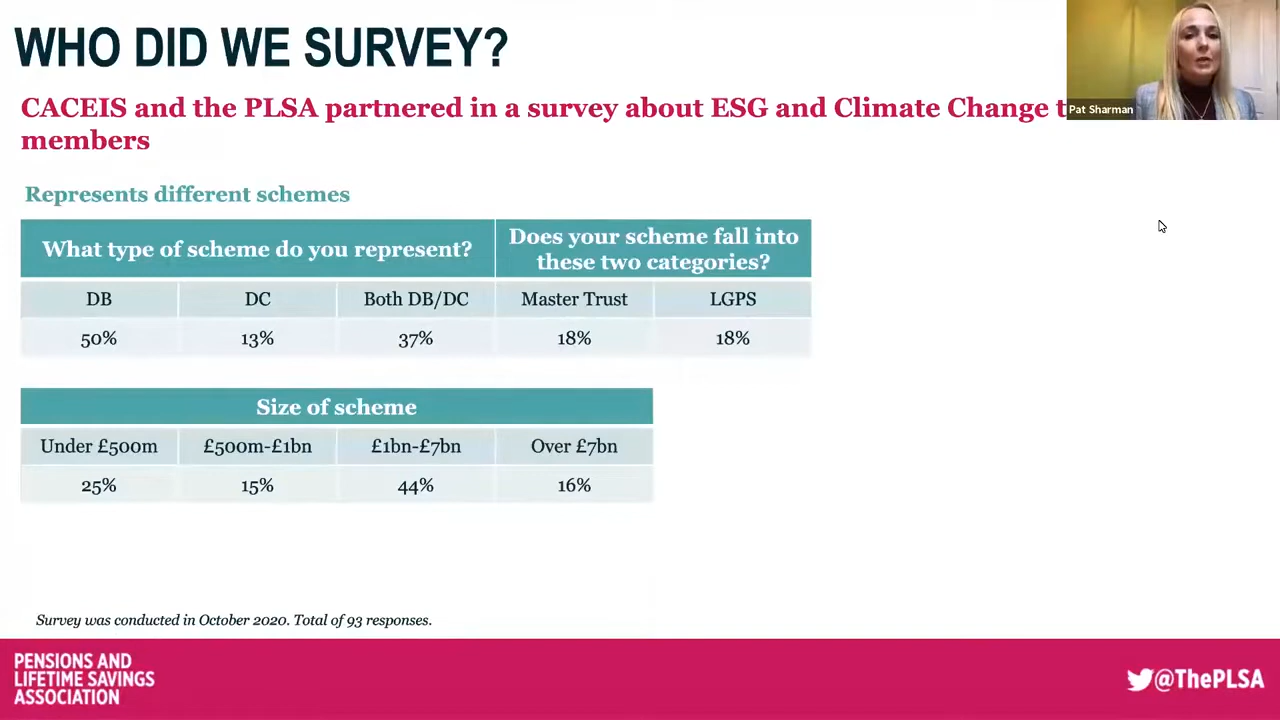 WHO DID WE SURVEY?
CACEIS and the PLSA partnered in a survey about ESG and Climate Change
members
Pat Sharman
Represents different schemes
What type of scheme do you represent?
Does your scheme fall into
these two categories?
DB DC Both DB/DC Master Trust LGPS
50% 13% 37% 18% 18%
Size of scheme
Under £500m £500m-£1bn £1bn-£7bn Over £7bn
25% 15% 44% 16%
Survey was conducted in October 2020. Total of 93 responses.
PENSIONS AND
LIFETIME SAVINGS
ASSOCIATION
@ThePLSA